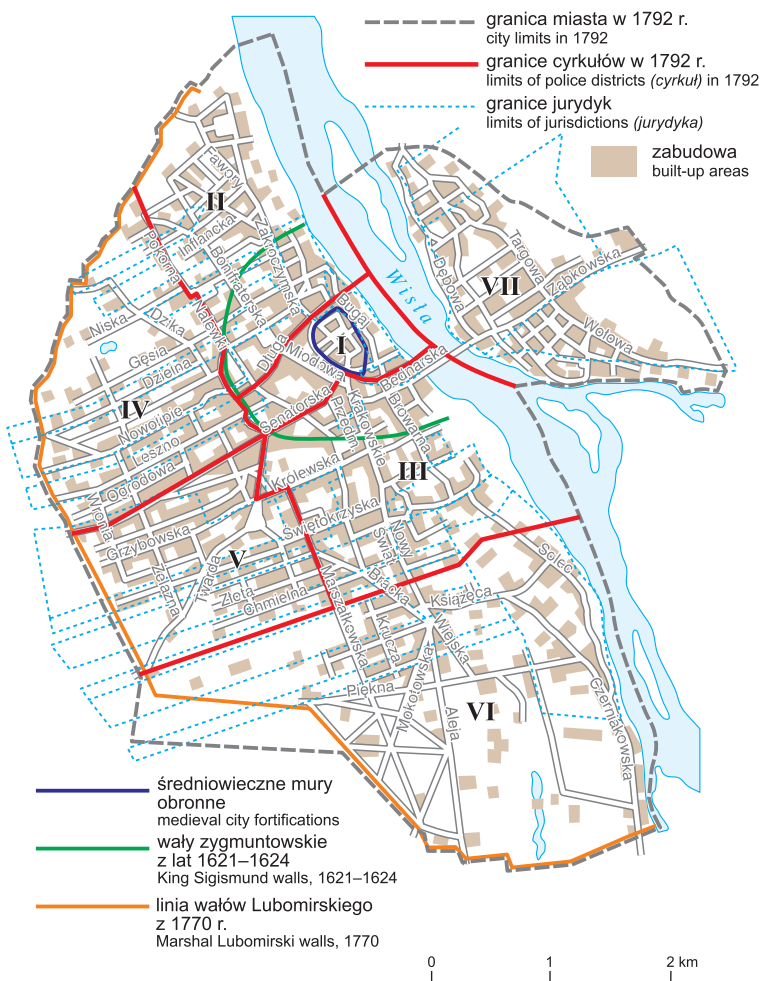 granica miasta w 1792 r.
city limits in 1792
granice cyrkułów w 1792 r.
limits of police districts (cyrkuł) in 1792
granice jurydyk
limits of jurisdictions (jurydyka)
zabudowa
built-up areas
Fawory
II
Zakroczymska
Pokorna
Inflancka
Bonifraterska
Targowa
Dębowa
VII
Ząbkowska
Wisła
Wołowa
Niska
Dzika
Nalewki
Bugaj
I
Długa
Miodowa
Bednarska
Gęsia
Dzielna
IV
Nowolipie
Leszno
Ogrodowa
Senatorska
Przedm.
Krakowskie
Browarna
III
Wronia
Królewska
Grzybowska
Świętokrzyska
V
Nowy
Świat
Żelazna
Twarda
Złota
Chmielna
Bracka
Marszałkowska
Solec
Książęca
Wiejska
Krucza
Piękna
Mokotowska
Aleja
VI
Czerniakowska
średniowieczne mury
obronne
medieval city fortifications
wały zygmuntowskie
z lat 1621–1624
King Sigismund walls, 1621–1624
linia wałów Lubomirskiego
z 1770 r.
Marshal Lubomirski walls, 1770
0 1 2 km